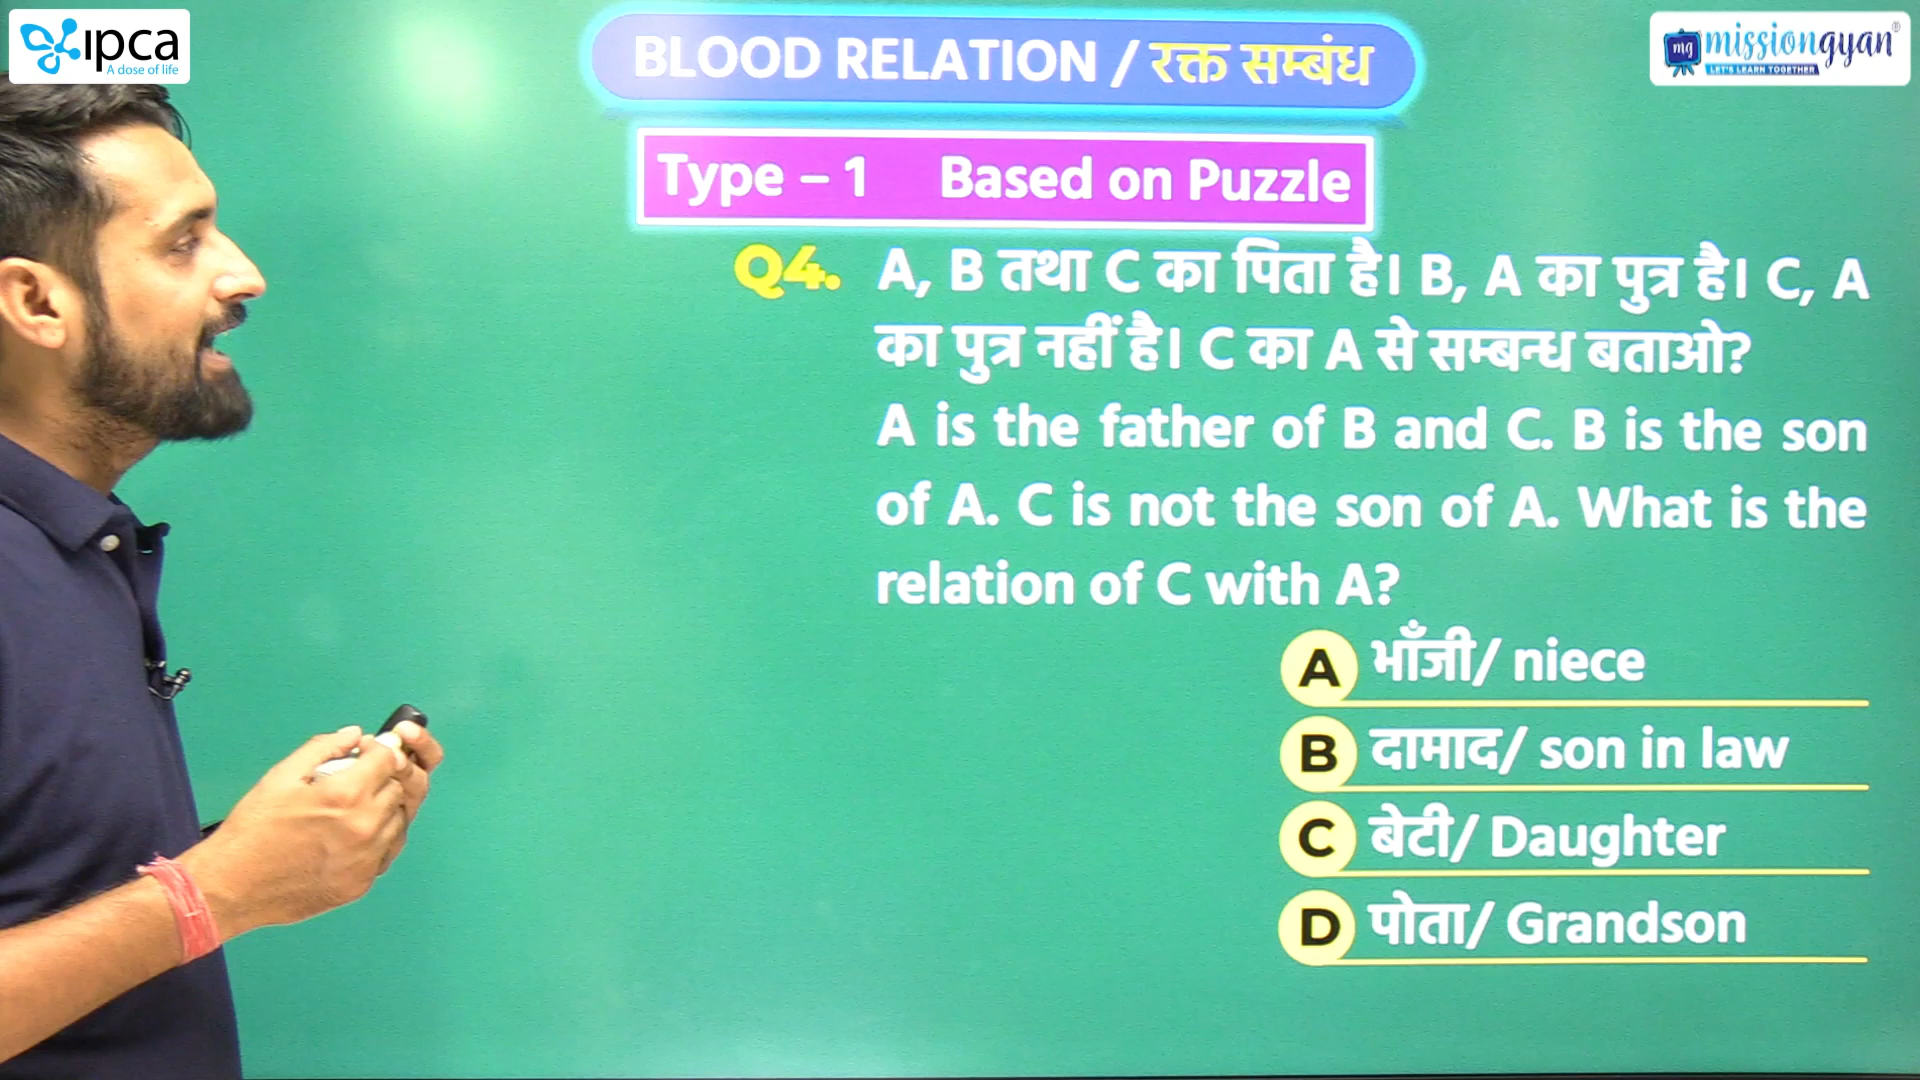 ipca
A dose of life
BLOOD RELATION / रक्त सम्बंध
mg missiongyan®
LET'S LEARN TOGETHER
Type – 1 Based on Puzzle
Q4. A, B तथा C का पिता है। B, A का पुत्र है। C, A
का पुत्र नहीं है। C का A से सम्बन्ध बताओ?
A is the father of B and C. B is the son
of A. C is not the son of A. What is the
relation of C with A?
A भाँजी/ niece
B दामाद/ son in law
C बेटी/ Daughter
D पोता/ Grandson